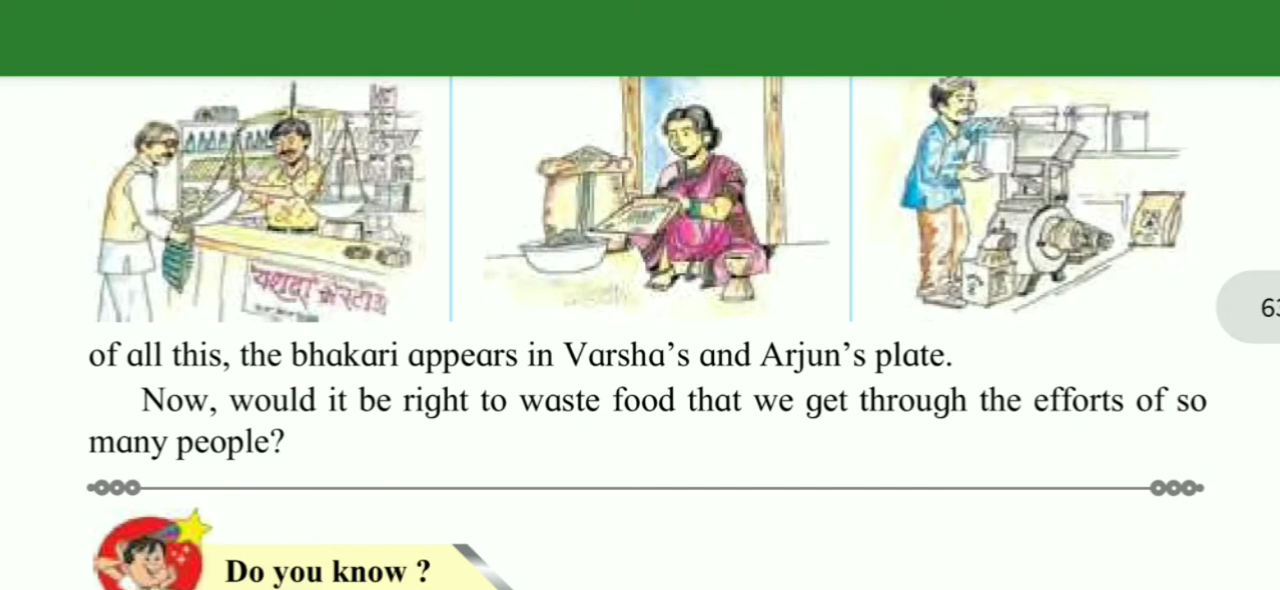 यशदा
of all this, the bhakari appears in Varsha's and Arjun's plate.
Now, would it be right to waste food that we get through the efforts of so
many people?
Do you know ?